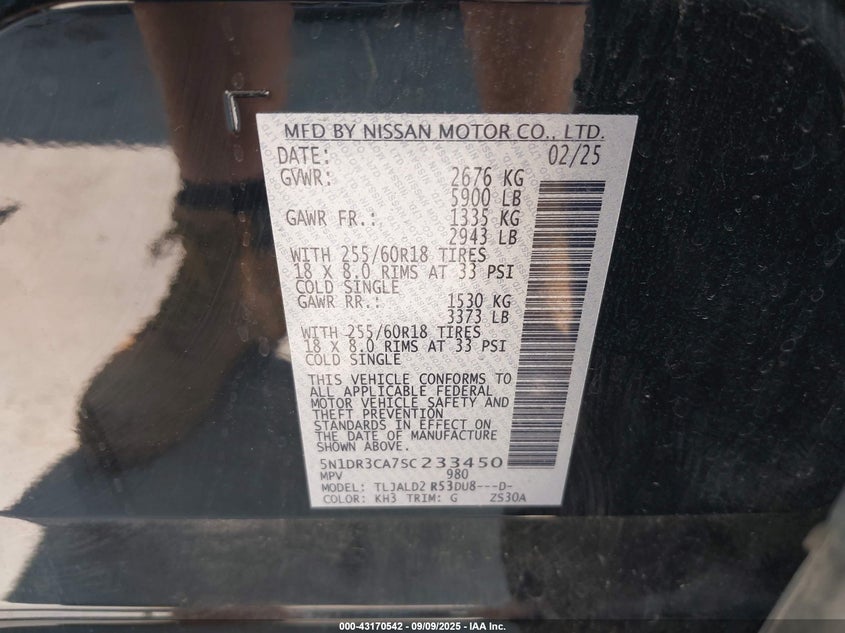 MFD BY NISSAN MOTOR CO., LTD.
DATE: 02/25
GVWR: 2676 KG
5900 LB
GAWR FR.: 1335 KG
2943 LB
WITH 255/60R18 TIRES
18 X 8.0 RIMS AT 33 PSI
COLD SINGLE
GAWR RR.: 1530 KG
3373 LB
WITH 255/60R18 TIRES
18 X 8.0 RIMS AT 33 PSI
COLD SINGLE
THIS VEHICLE CONFORMS TO
ALL APPLICABLE FEDERAL
MOTOR VEHICLE SAFETY AND
THEFT PREVENTION
STANDARDS IN EFFECT ON
THE DATE OF MANUFACTURE
SHOWN ABOVE.
5N1DR3CA7SC233450
MPV 980
MODEL: TLJALD2 R53DU8---D-
COLOR: KH3 TRIM: G ZS30A
000-43170542 - 09/09/2025 - IAA Inc.